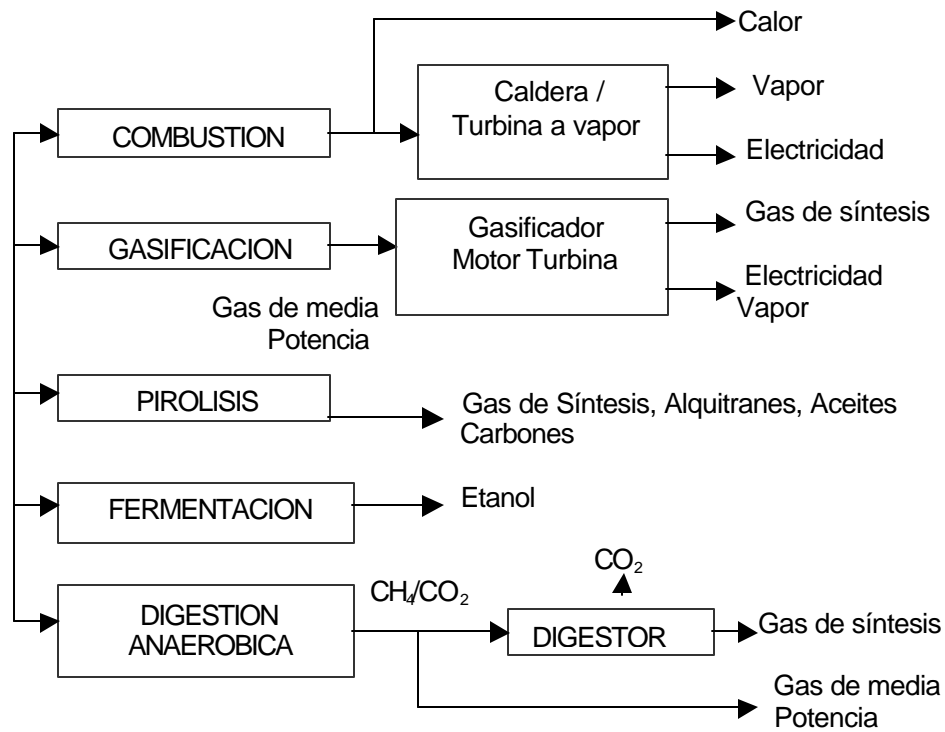 Calor
COMBUSTION
Caldera /
Turbina a vapor
Vapor
Electricidad
GASIFICACION
Gasificador
Motor Turbina
Gas de síntesis
Electricidad
Vapor
Gas de media
Potencia
PIROLISIS
Gas de Síntesis, Alquitranes, Aceites
Carbones
FERMENTACION
Etanol
DIGESTION
ANAEROBICA
CH₄/CO₂
CO₂
DIGESTOR
Gas de síntesis
Gas de media
Potencia